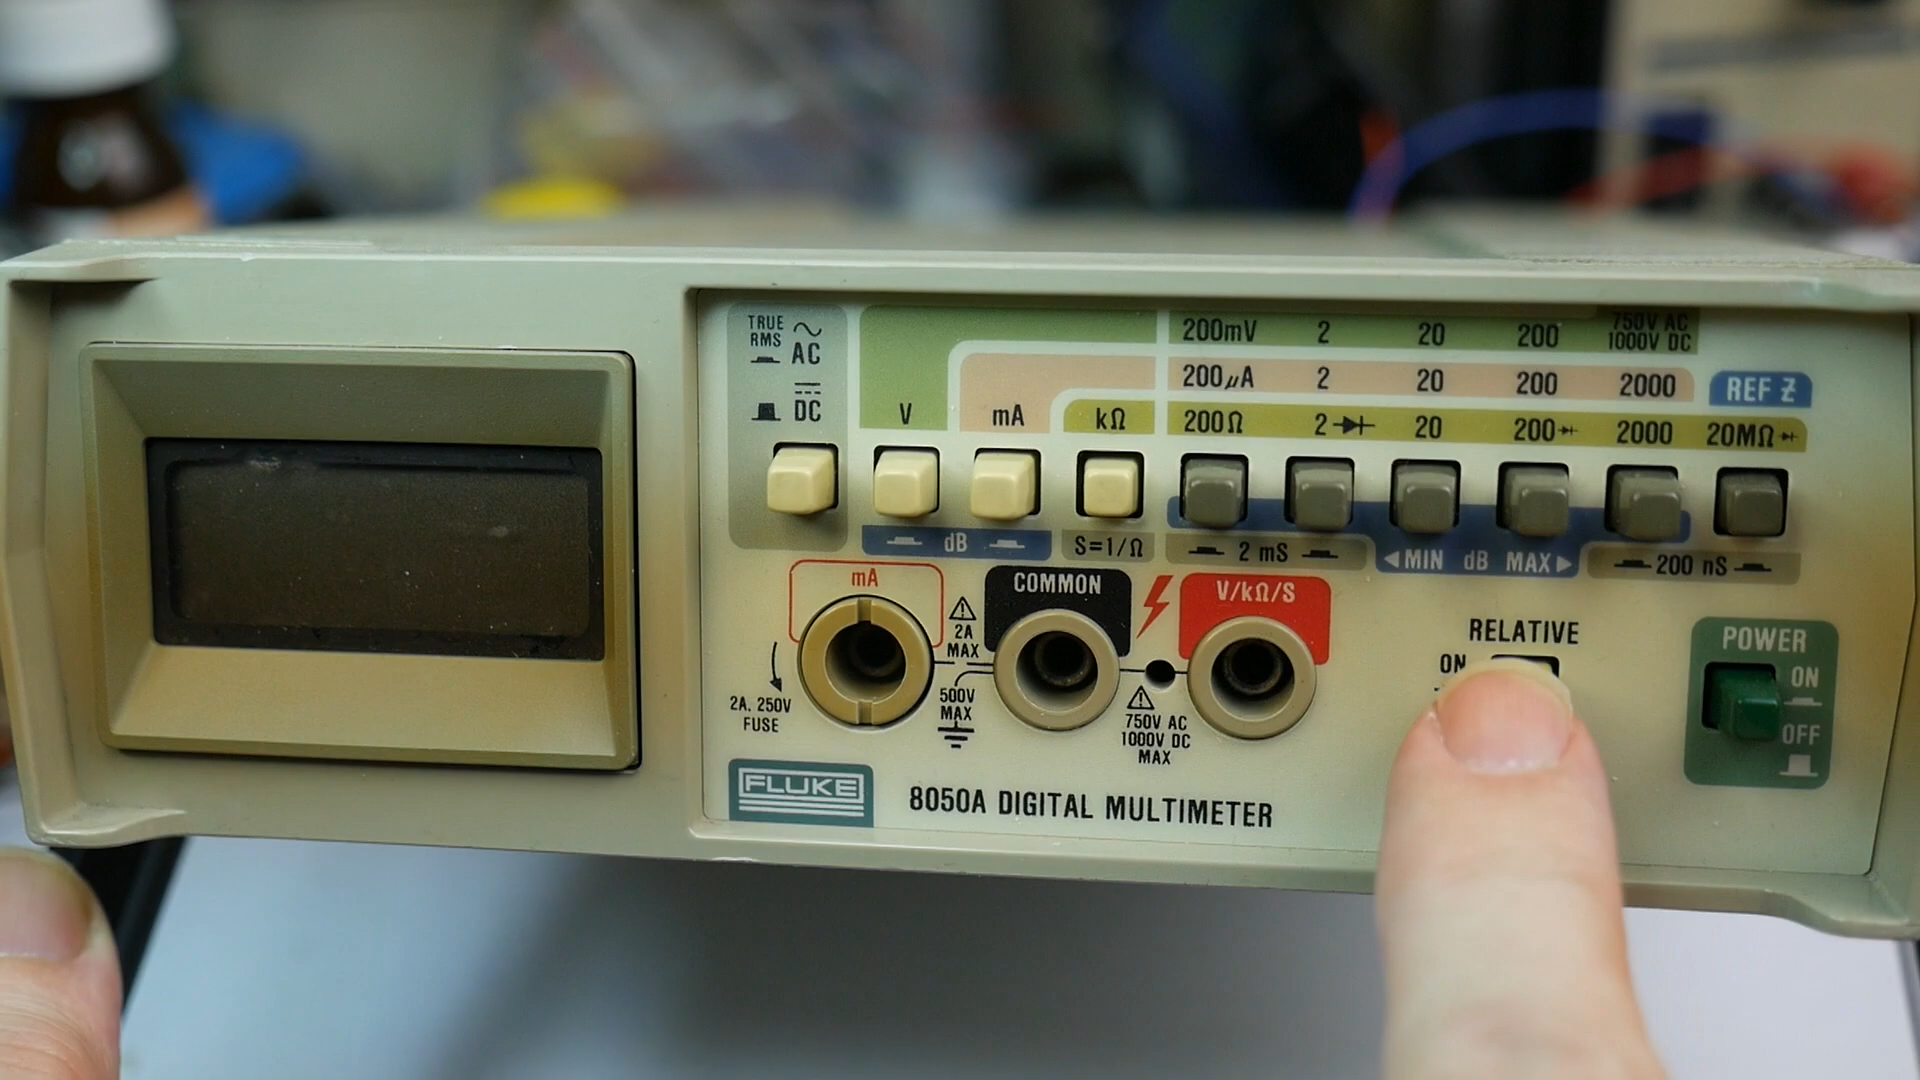 TRUE
RMS
AC
DC
V
mA
kΩ
200mV 2 20 200 750V AC
1000V DC
200µA 2 20 200 2000
REF Z
200Ω 2 20 200 2000 20MΩ
dB
S=1/Ω
2 mS
◄MIN dB MAX►
200 nS
mA
COMMON
V/kΩ/S
2A
MAX
500V
MAX
2A, 250V
FUSE
750V AC
1000V DC
MAX
RELATIVE
ON
POWER
ON
OFF
FLUKE
8050A DIGITAL MULTIMETER